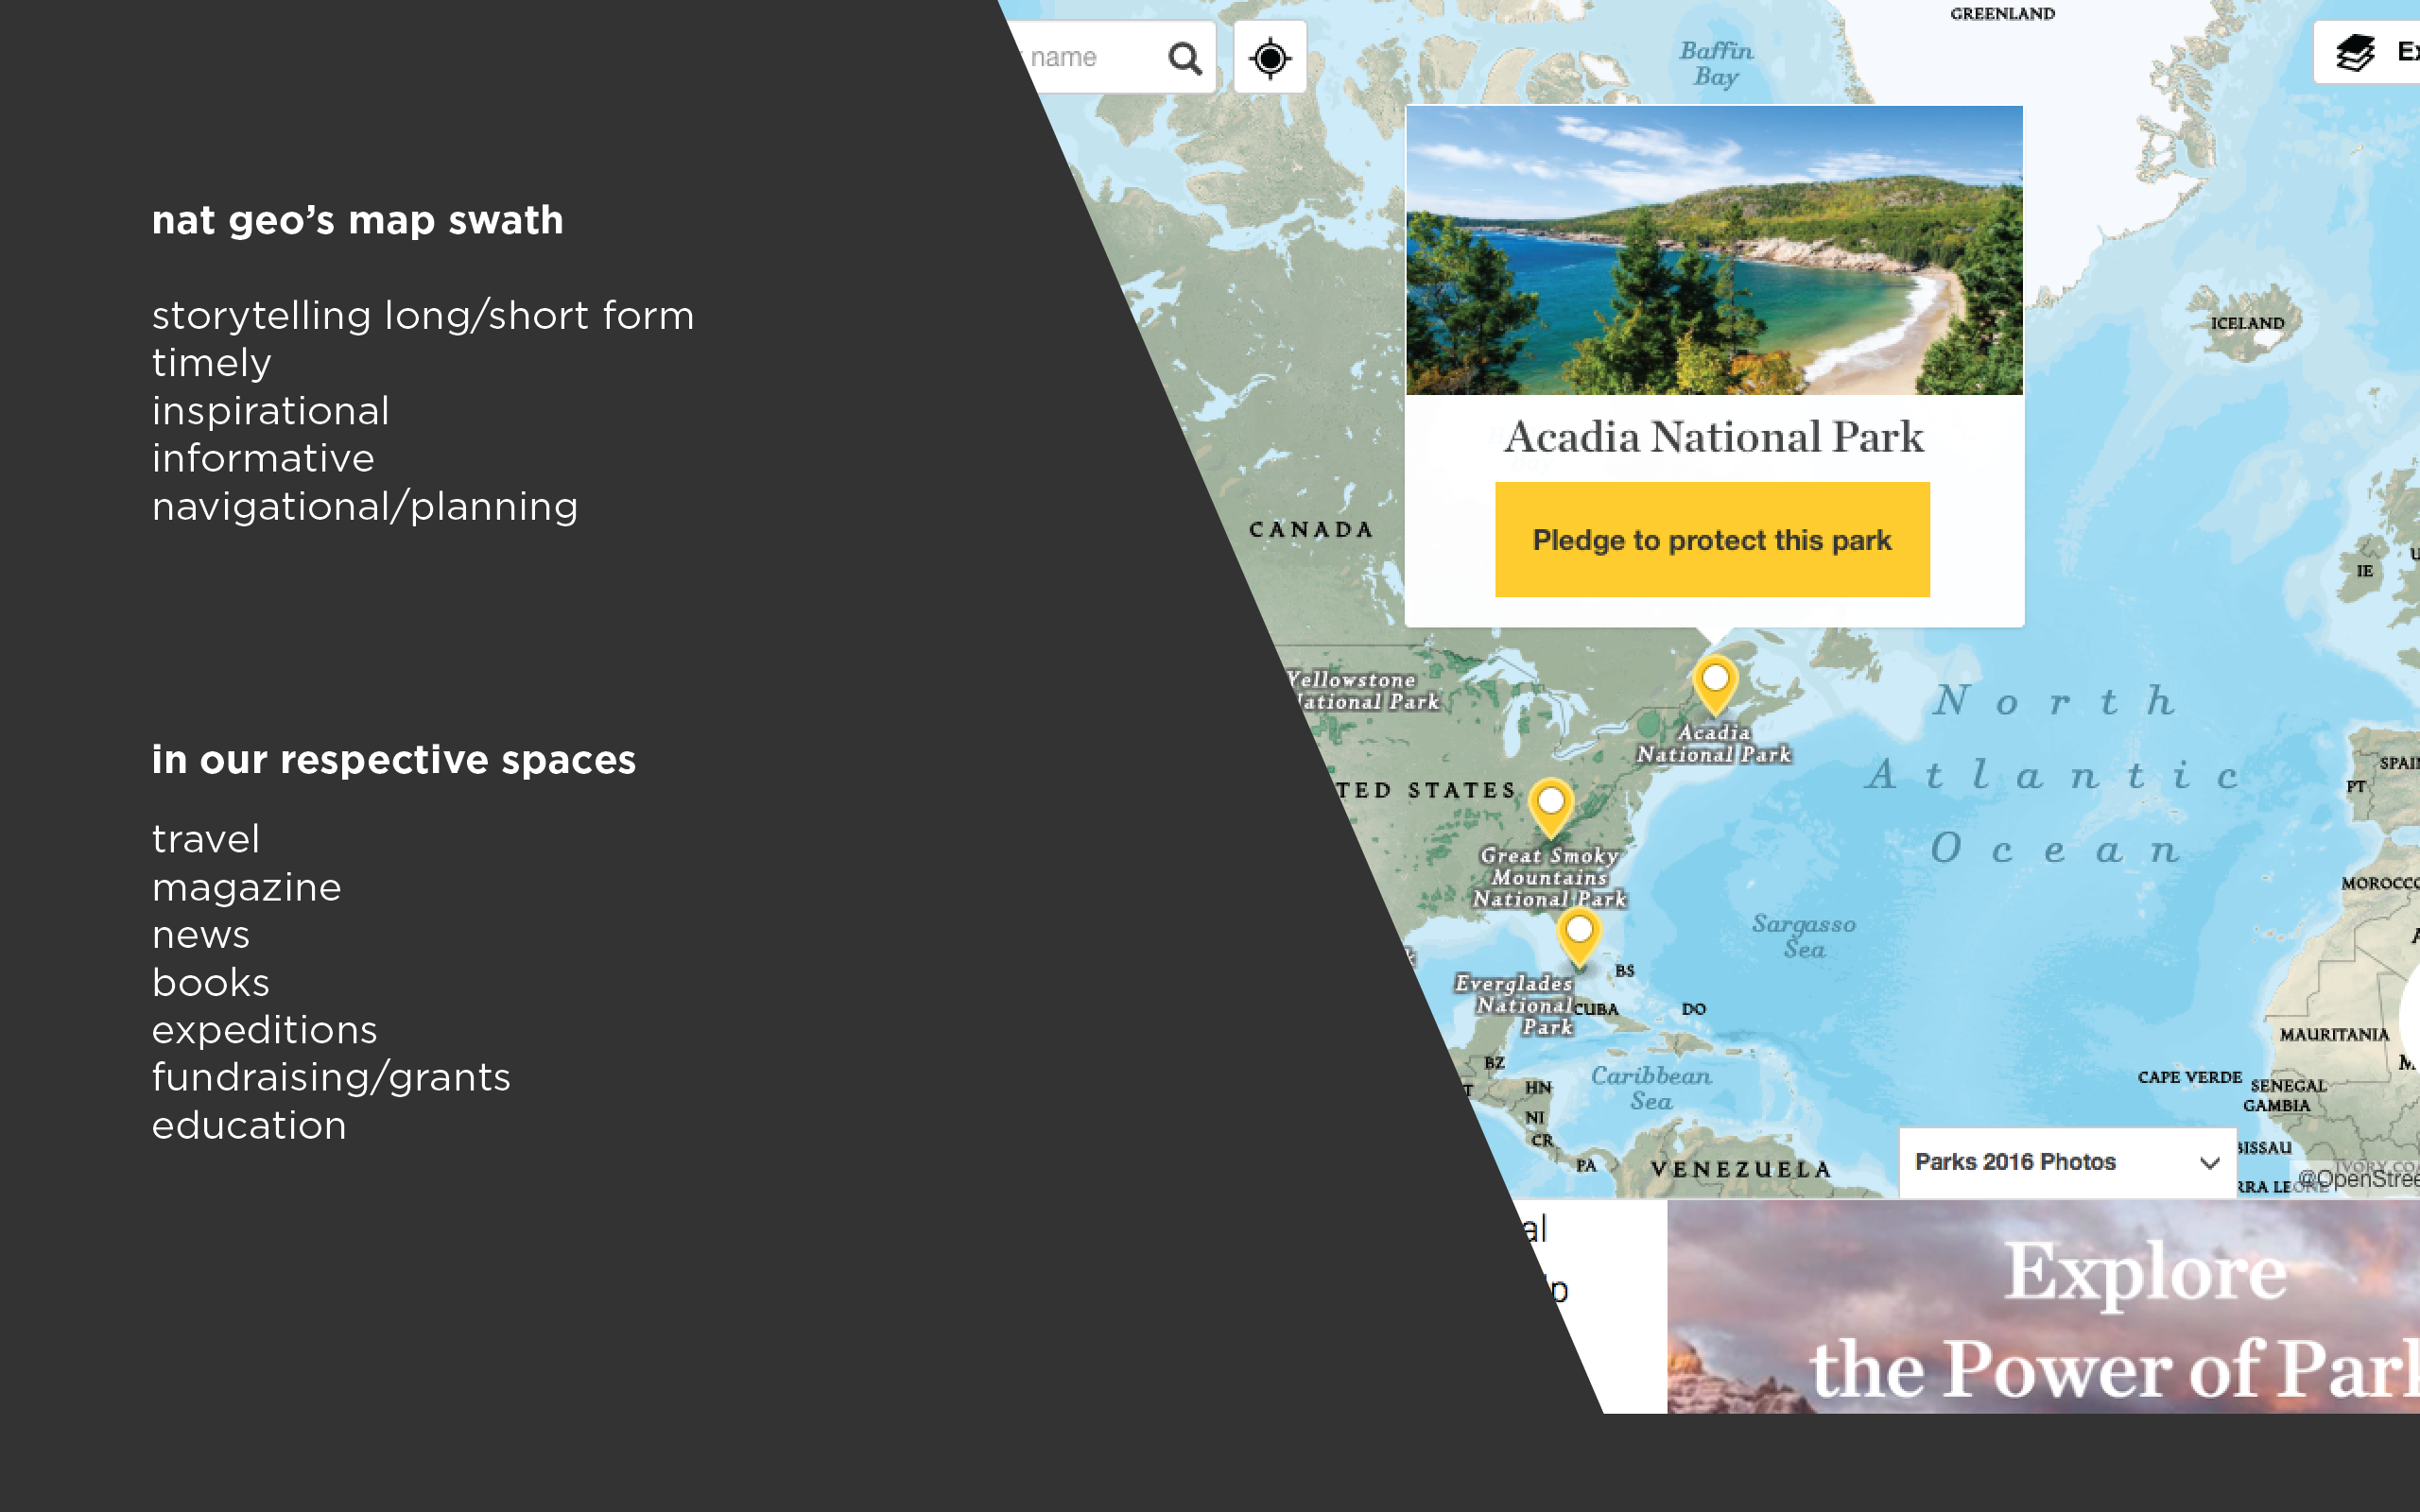 nat geo's map swath
storytelling long/short form
timely
inspirational
informative
navigational/planning
in our respective spaces
travel
magazine
news
books
expeditions
fundraising/grants
education
name
GREENLAND
Baffin
Bay
Acadia National Park
Pledge to protect this park
ICELAND
CANADA
IE
Yellowstone
National Park
Acadia
National Park
North
Atlantic
Ocean
TED STATES
SPAI
PT
Great Smoky
Mountains
National Park
MOROCCO
Sargasso
Sea
Everglades
National
Park
BS
CUBA
DO
MAURITANIA
BZ
HN
NI
CR
PA
Caribbean
Sea
CAPE VERDE
SENEGAL
GAMBIA
VENEZUELA
Parks 2016 Photos
BISSAU
@OpenStree
al
p
Explore
the Power of Park